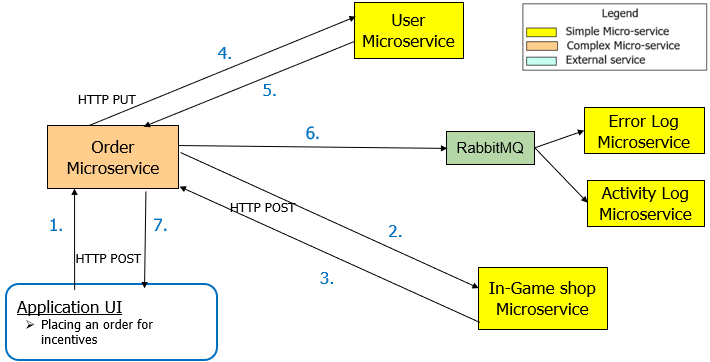 User
Microservice
Legend
Simple Micro-service
Complex Micro-service
External service
4.
HTTP PUT
5.
Order
Microservice
6.
RabbitMQ
Error Log
Microservice
Activity Log
Microservice
1.
7.
HTTP POST
2.
HTTP POST
3.
In-Game shop
Microservice
Application UI
➢ Placing an order for
incentives